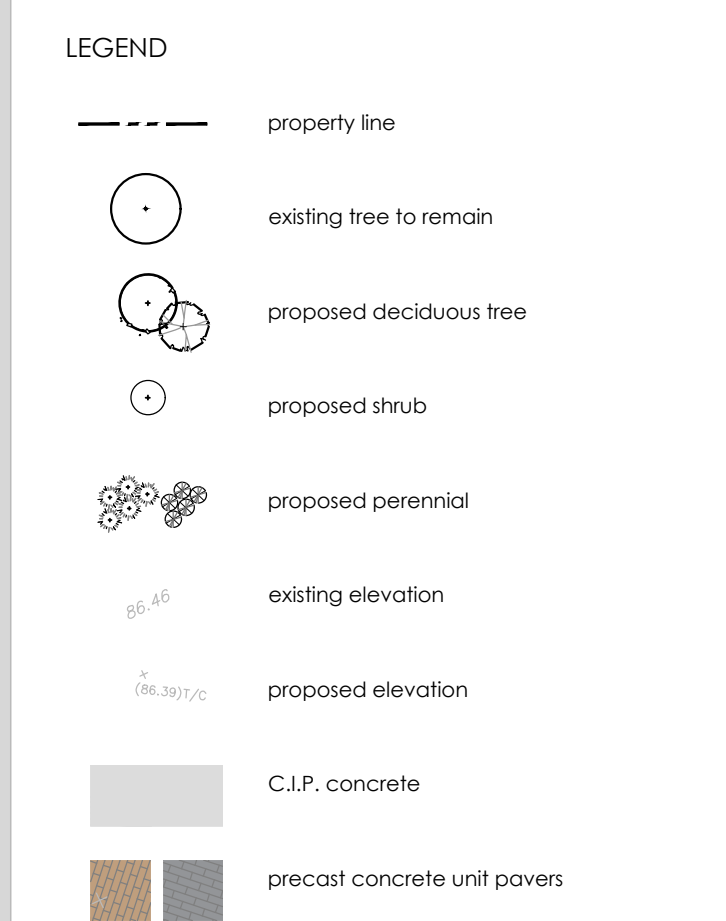 LEGEND
property line
existing tree to remain
proposed deciduous tree
proposed shrub
proposed perennial
86.46
existing elevation
(86.39)T/C
proposed elevation
C.I.P. concrete
precast concrete unit pavers